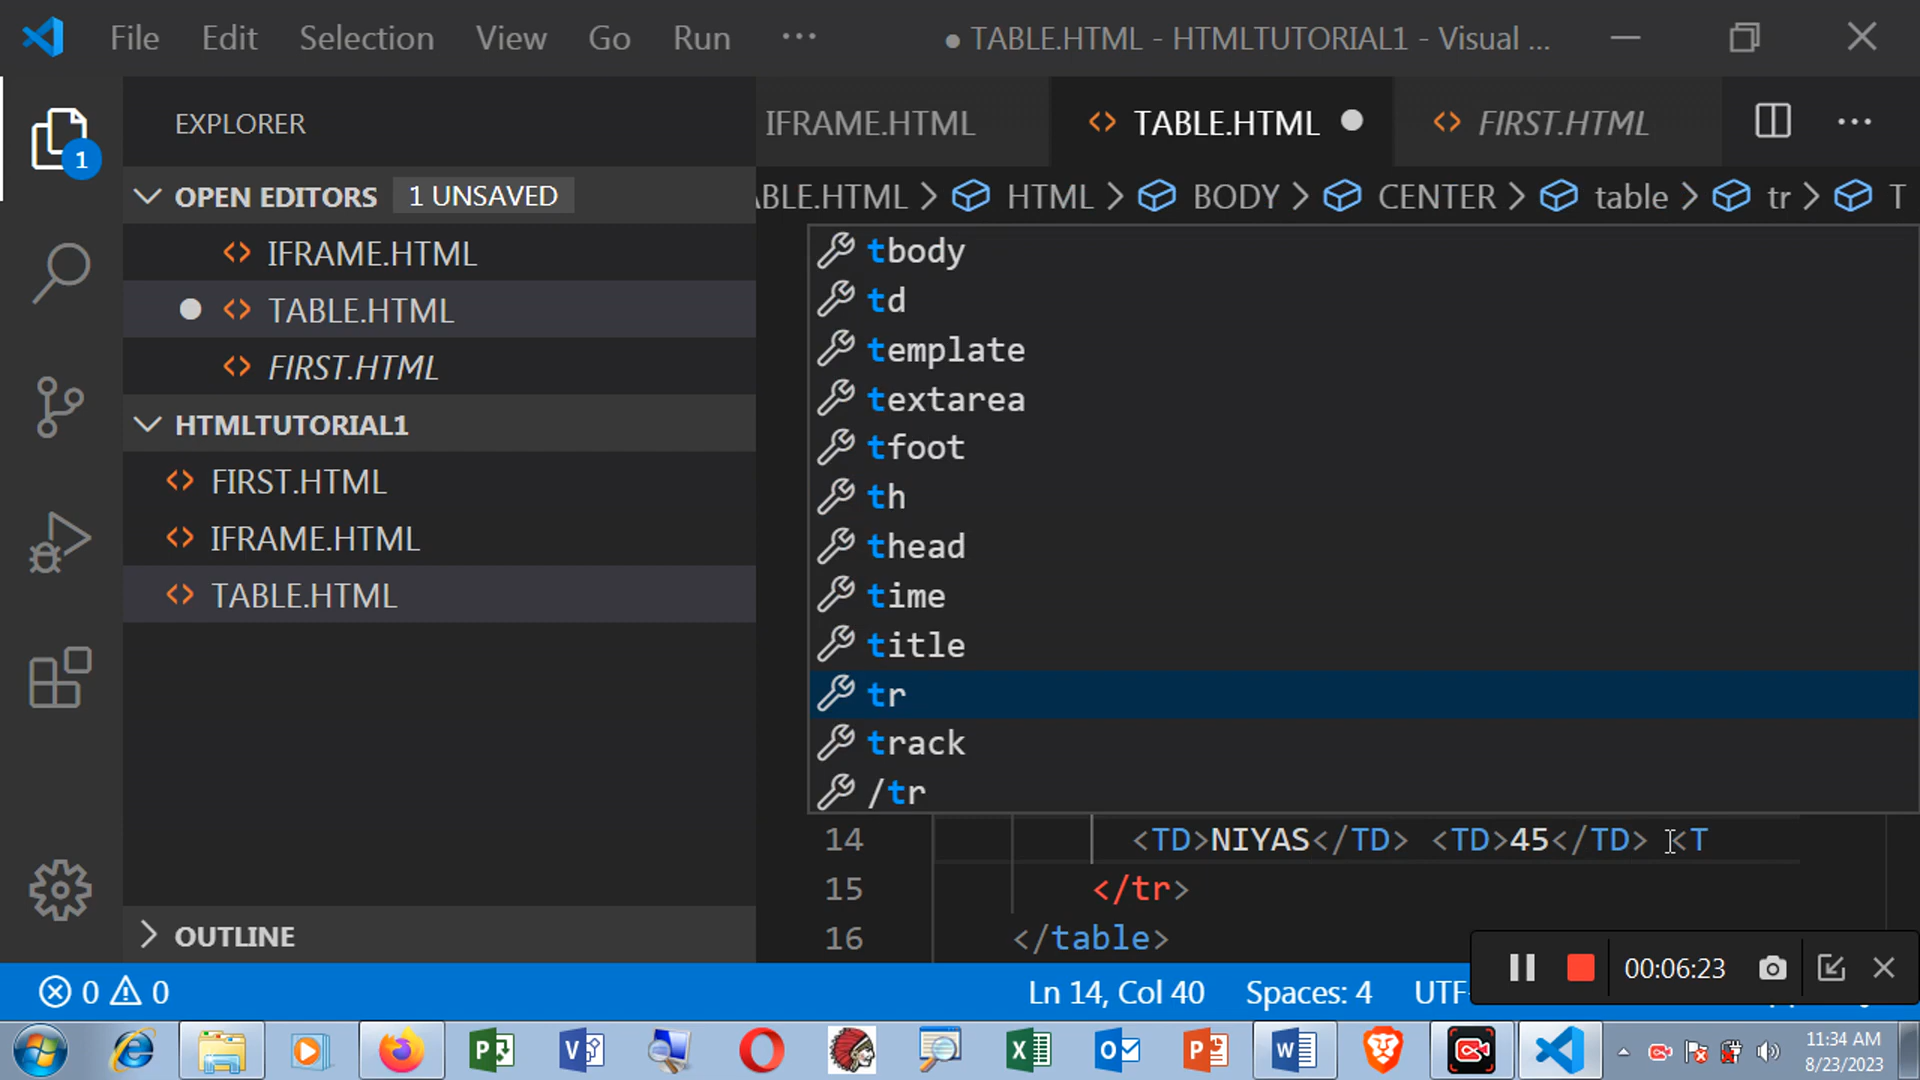 File Edit Selection View Go Run ··· ● TABLE.HTML - HTMLTUTORIAL1 - Visual ...
EXPLORER
IFRAME.HTML TABLE.HTML FIRST.HTML ···
OPEN EDITORS 1 UNSAVED
ABLE.HTML > HTML > BODY > CENTER > table > tr > T
IFRAME.HTML
TABLE.HTML
FIRST.HTML
HTMLTUTORIAL1
FIRST.HTML
IFRAME.HTML
TABLE.HTML
OUTLINE
1
tbody
td
template
textarea
tfoot
th
thead
time
title
tr
track
/tr
14 <TD>NIYAS</TD> <TD>45</TD> <T
15 </tr>
16 </table>
00:06:23
0 0 Ln 14, Col 40 Spaces: 4 UTF-
11:34 AM
8/23/2023